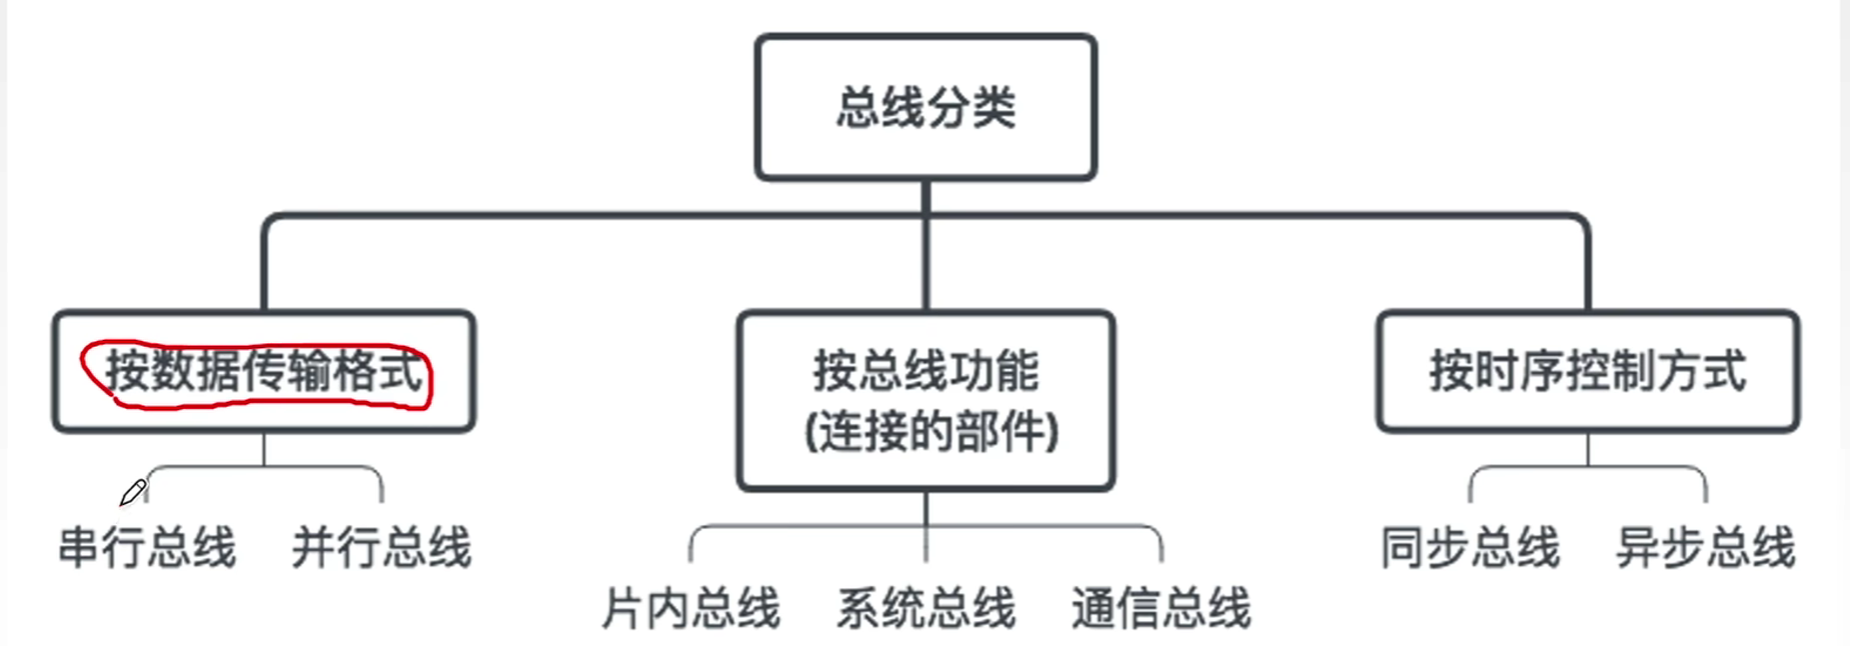 总线分类
按数据传输格式
按总线功能
(连接的部件)
按时序控制方式
串行总线
并行总线
片内总线
系统总线
通信总线
同步总线
异步总线